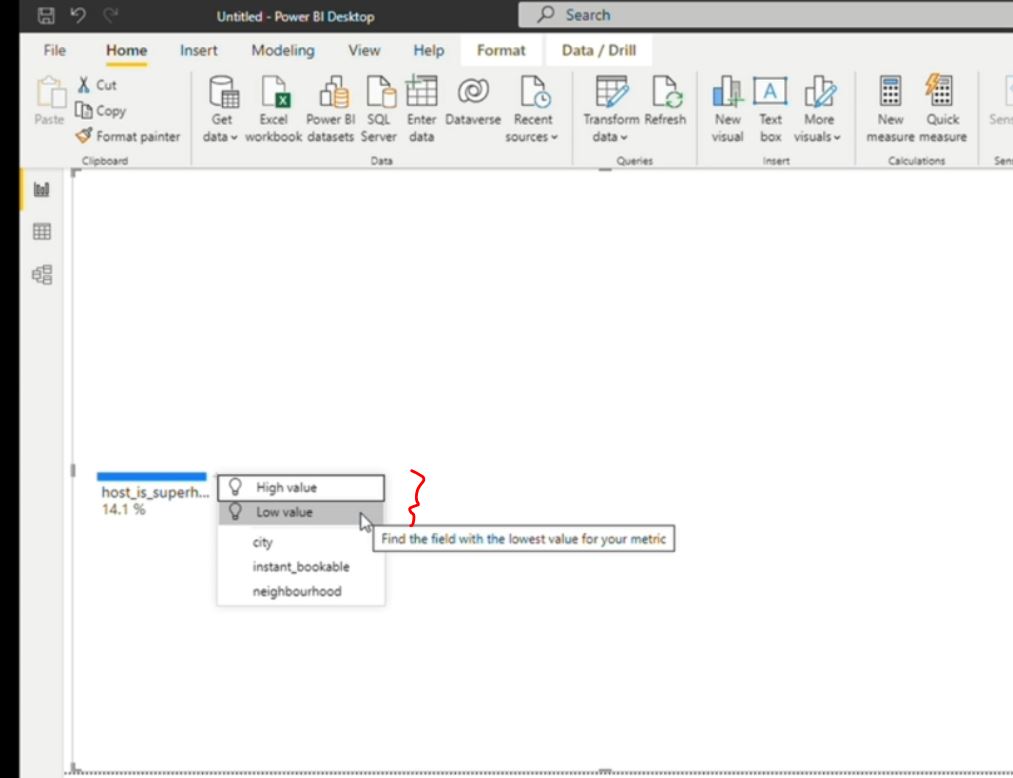 Untitled - Power BI Desktop
Search
File Home Insert Modeling View Help Format Data / Drill
Paste
Cut
Copy
Format painter
Clipboard
Get data
Excel workbook
Power BI datasets
SQL Server
Enter data
Dataverse
Recent sources
Data
Transform data
Refresh
Queries
New visual
Text box
More visuals
Insert
New measure
Quick measure
Calculations
host_is_superh...
14.1 %
High value
Low value
city
instant_bookable
neighbourhood
Find the field with the lowest value for your metric